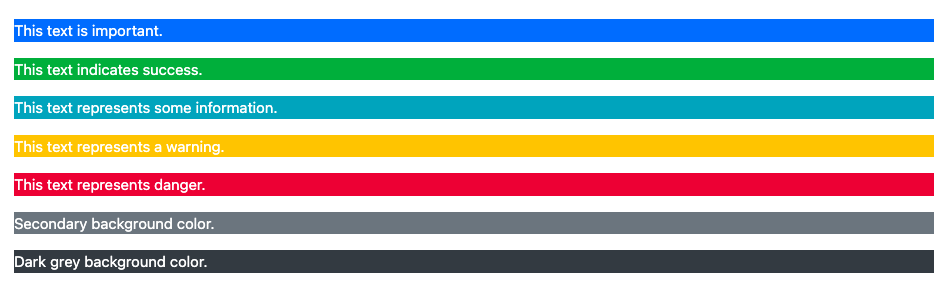 This text is important.
This text indicates success.
This text represents some information.
This text represents a warning.
This text represents danger.
Secondary background color.
Dark grey background color.